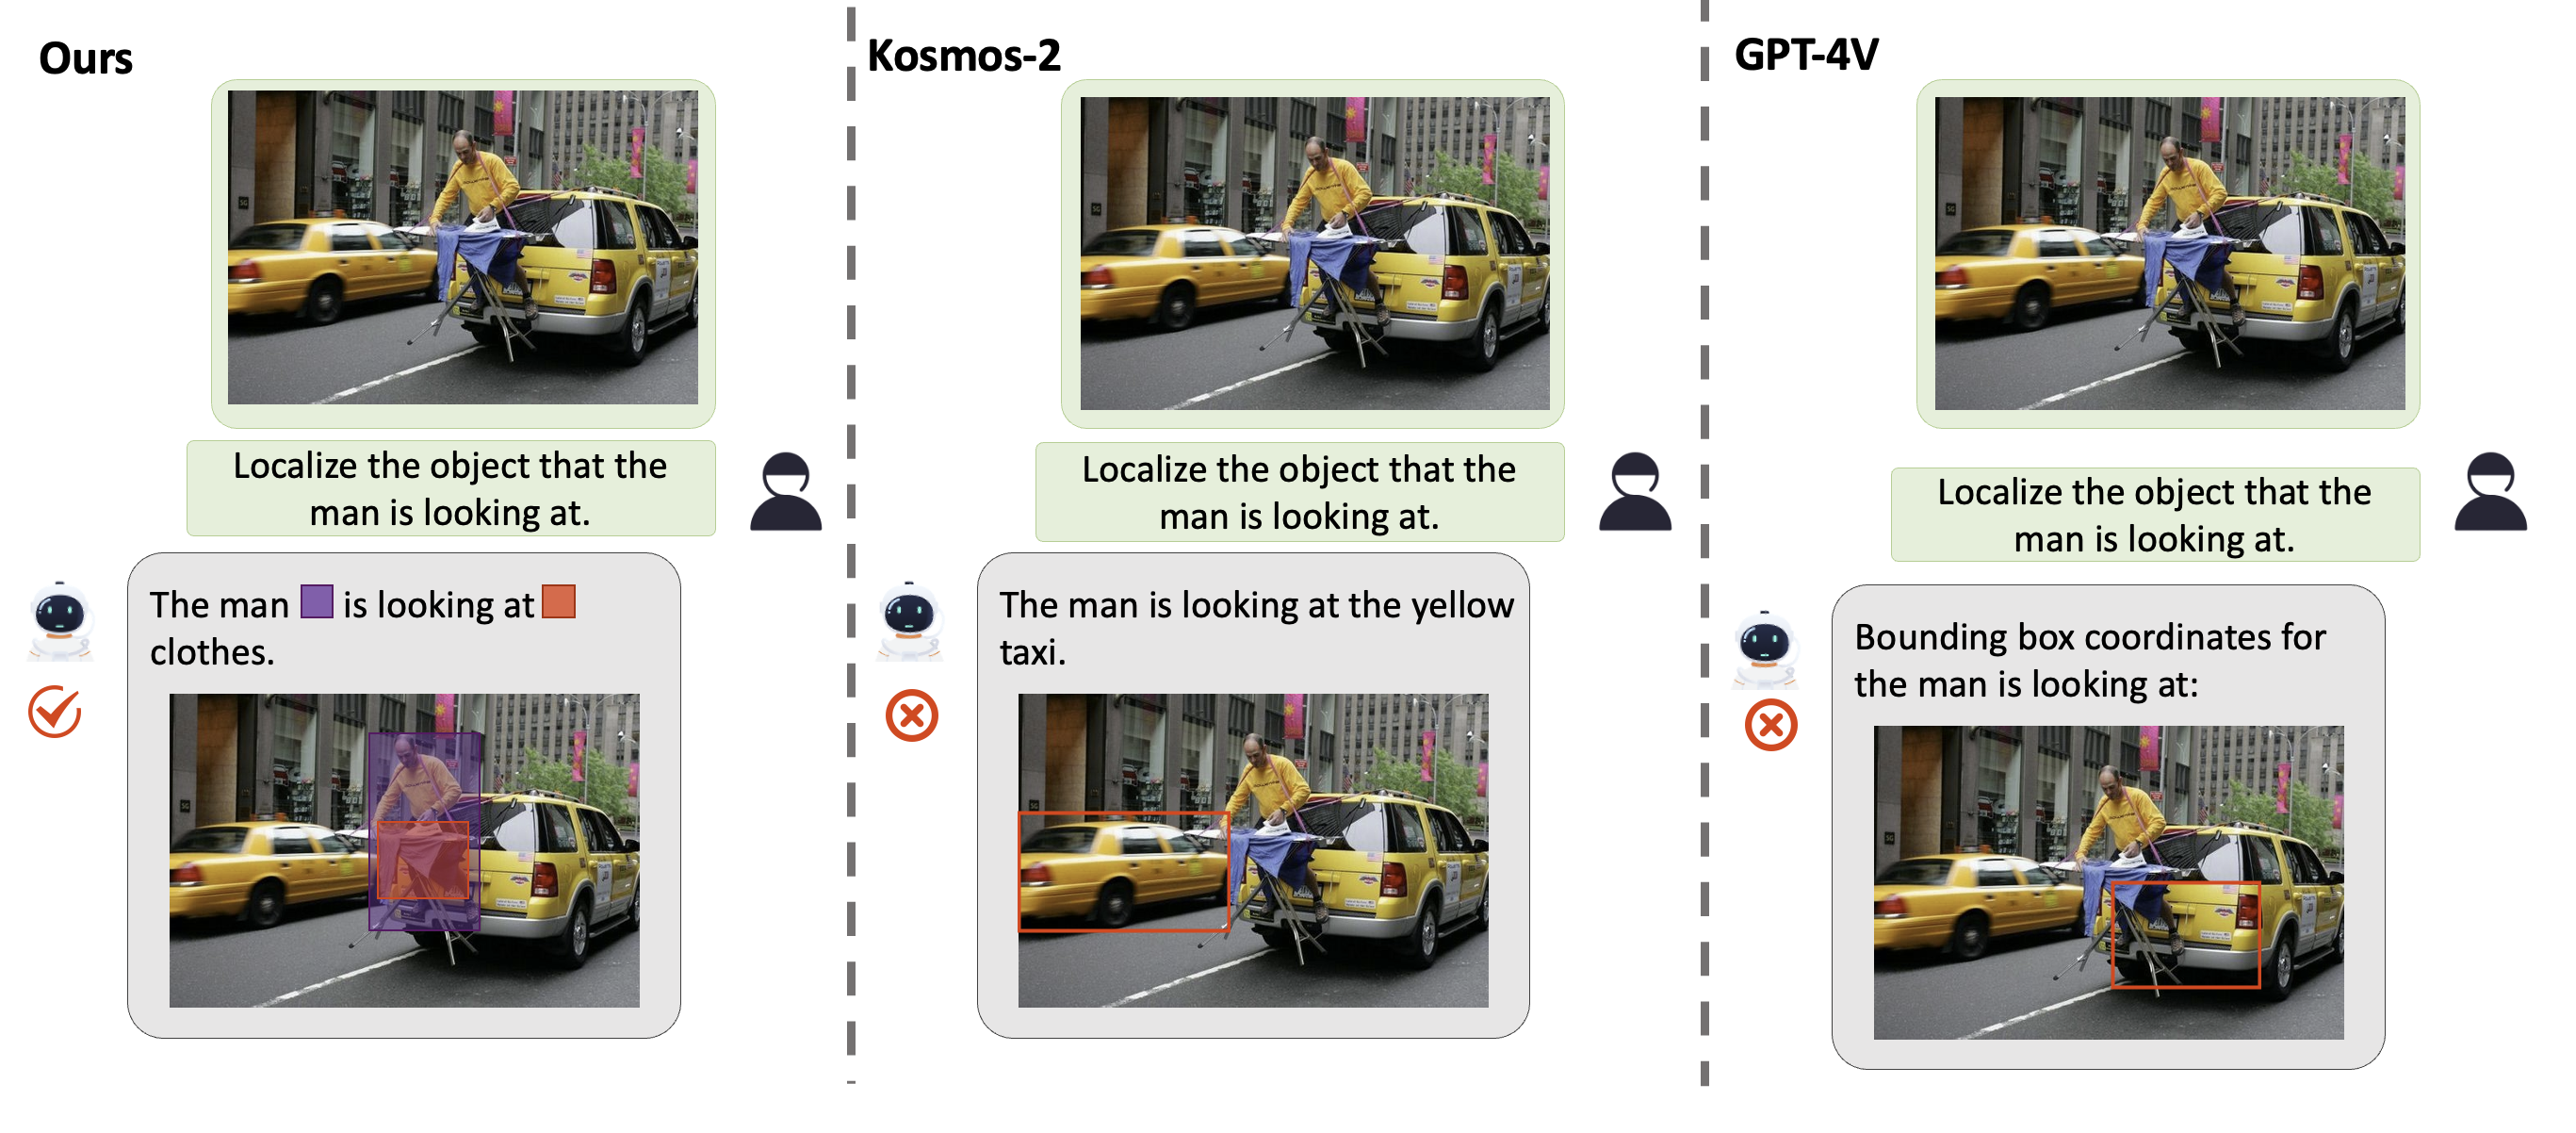 Ours
Localize the object that the
man is looking at.
The man is looking at
clothes.
Kosmos-2
Localize the object that the
man is looking at.
The man is looking at the yellow
taxi.
GPT-4V
Localize the object that the
man is looking at.
Bounding box coordinates for
the man is looking at: